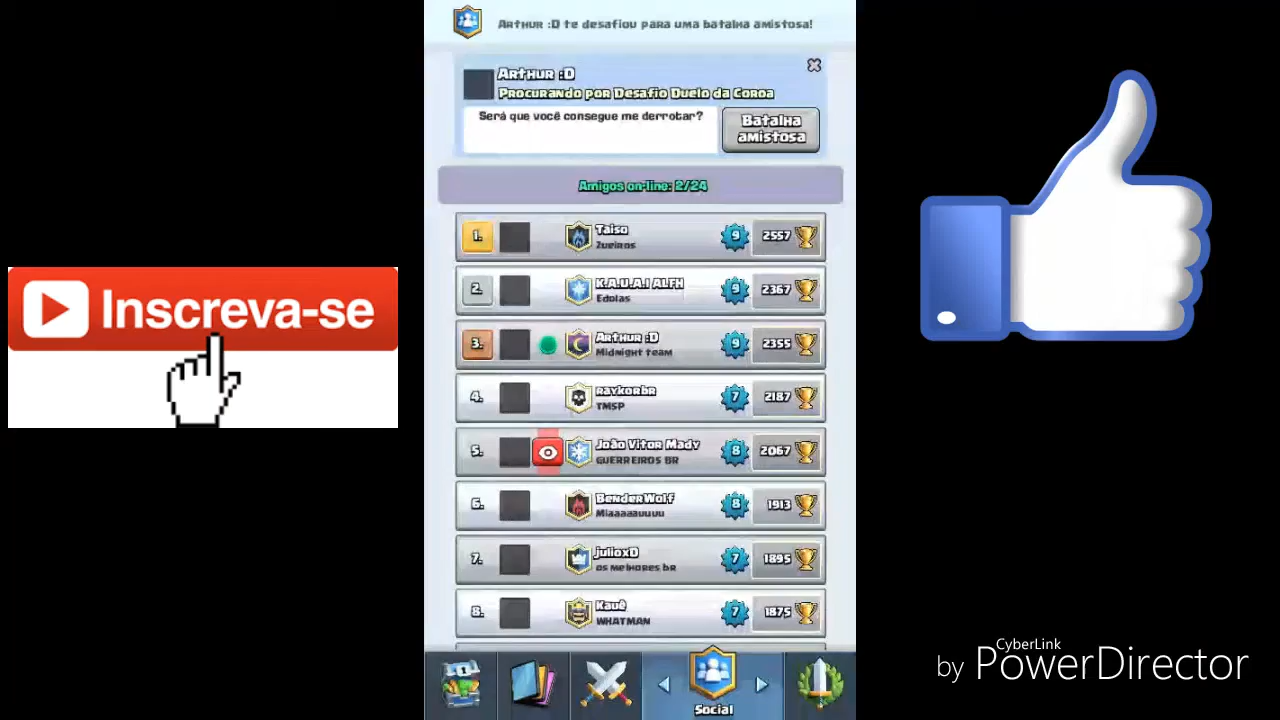 Arthur :D te desafiou para uma batalha amistosa!
Arthur :D
Procurando por Desafio Duelo da Coroa
Será que você consegue me derrotar?
Batalha
amistosa
Amigos on-line: 2/24
1. Taiso 9 2557
Zueiros
2. K.A.U.A.I ALFH 9 2367
Edolas
3. Arthur :D 9 2355
Midnight Team
4. raykorbr 7 2187
TMSP
5. João Vitor Mady 8 2067
GUERREIROS BR
6. BenderWolf 8 1913
Miaaaaauuuu
7. julioxD 7 1895
os melhores br
8. Kauê 7 1875
WHATMAN
1
Social
Inscreva-se
CyberLink
by PowerDirector